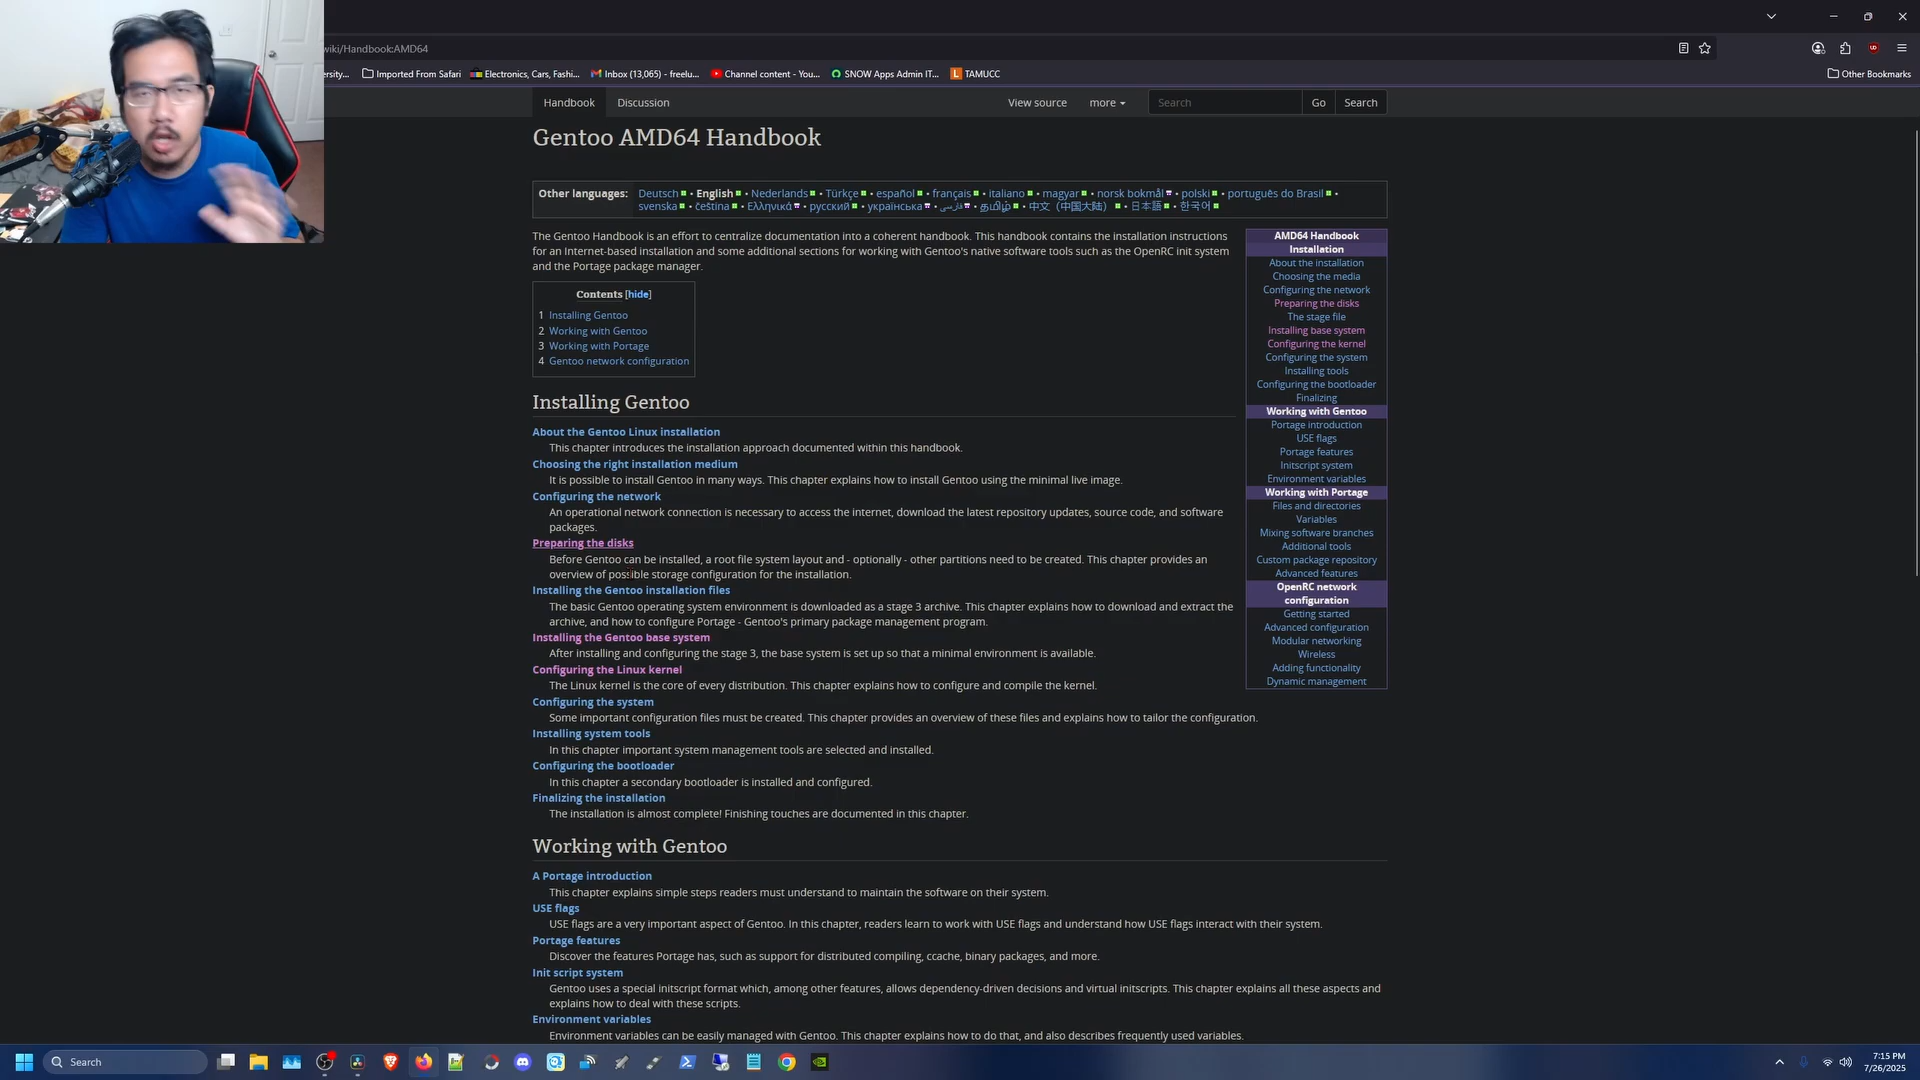 wiki/Handbook:AMD64
ersity...
Imported From Safari
Electronics, Cars, Fashi...
Inbox (13,065) - freelu...
Channel content - You...
SNOW Apps Admin IT...
TAMUCC
Other Bookmarks
Handbook
Discussion
View source
more
Search
Go
Search
Gentoo AMD64 Handbook
Other languages: Deutsch • English • Nederlands • Türkçe • español • français • italiano • magyar • norsk bokmål • polski • português do Brasil •
svenska • čeština • Ελληνικά • русский • українська • فارسی • தமிழ் • 中文（中国大陆） • 日本語 • 한국어
The Gentoo Handbook is an effort to centralize documentation into a coherent handbook. This handbook contains the installation instructions
for an Internet-based installation and some additional sections for working with Gentoo's native software tools such as the OpenRC init system
and the Portage package manager.
Contents [hide]
1 Installing Gentoo
2 Working with Gentoo
3 Working with Portage
4 Gentoo network configuration
Installing Gentoo
About the Gentoo Linux installation
This chapter introduces the installation approach documented within this handbook.
Choosing the right installation medium
It is possible to install Gentoo in many ways. This chapter explains how to install Gentoo using the minimal live image.
Configuring the network
An operational network connection is necessary to access the internet, download the latest repository updates, source code, and software
packages.
Preparing the disks
Before Gentoo can be installed, a root file system layout and - optionally - other partitions need to be created. This chapter provides an
overview of possible storage configuration for the installation.
Installing the Gentoo installation files
The basic Gentoo operating system environment is downloaded as a stage 3 archive. This chapter explains how to download and extract the
archive, and how to configure Portage - Gentoo's primary package management program.
Installing the Gentoo base system
After installing and configuring the stage 3, the base system is set up so that a minimal environment is available.
Configuring the Linux kernel
The Linux kernel is the core of every distribution. This chapter explains how to configure and compile the kernel.
Configuring the system
Some important configuration files must be created. This chapter provides an overview of these files and explains how to tailor the configuration.
Installing system tools
In this chapter important system management tools are selected and installed.
Configuring the bootloader
In this chapter a secondary bootloader is installed and configured.
Finalizing the installation
The installation is almost complete! Finishing touches are documented in this chapter.
Working with Gentoo
A Portage introduction
This chapter explains simple steps readers must understand to maintain the software on their system.
USE flags
USE flags are a very important aspect of Gentoo. In this chapter, readers learn to work with USE flags and understand how USE flags interact with their system.
Portage features
Discover the features Portage has, such as support for distributed compiling, ccache, binary packages, and more.
Init script system
Gentoo uses a special initscript format which, among other features, allows dependency-driven decisions and virtual initscripts. This chapter explains all these aspects and
explains how to deal with these scripts.
Environment variables
Environment variables can be easily managed with Gentoo. This chapter explains how to do that, and also describes frequently used variables.
AMD64 Handbook
Installation
About the installation
Choosing the media
Configuring the network
Preparing the disks
The stage file
Installing base system
Configuring the kernel
Configuring the system
Installing tools
Configuring the bootloader
Finalizing
Working with Gentoo
Portage introduction
USE flags
Portage features
Initscript system
Environment variables
Working with Portage
Files and directories
Variables
Mixing software branches
Additional tools
Custom package repository
Advanced features
OpenRC network
configuration
Getting started
Advanced configuration
Modular networking
Wireless
Adding functionality
Dynamic management
Search
7:15 PM
7/26/2025